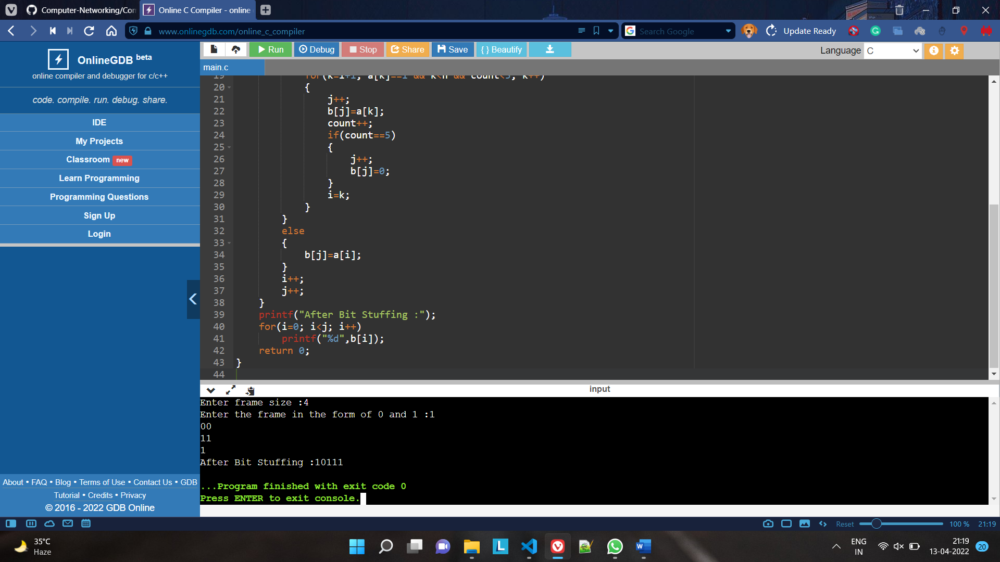 Computer-Networking/Con
Online C Compiler - online
www.onlinegdb.com/online_c_compiler
Search Google
Update Ready
OnlineGDB beta
online compiler and debugger for c/c++
code. compile. run. debug. share.
IDE
My Projects
Classroom new
Learn Programming
Programming Questions
Sign Up
Login
About • FAQ • Blog • Terms of Use • Contact Us • GDB
Tutorial • Credits • Privacy
© 2016 - 2022 GDB Online
Run Debug Stop Share Save { } Beautify
Language C
main.c
19 for(k=i+1; a[k]==1 && k<n && count<5; k++)
20 {
21 j++;
22 b[j]=a[k];
23 count++;
24 if(count==5)
25 {
26 j++;
27 b[j]=0;
28 }
29 i=k;
30 }
31 }
32 else
33 {
34 b[j]=a[i];
35 }
36 i++;
37 j++;
38 }
39 printf("After Bit Stuffing :");
40 for(i=0; i<j; i++)
41 printf("%d",b[i]);
42 return 0;
43 }
44
input
Enter frame size :4
Enter the frame in the form of 0 and 1 :1
00
11
1
After Bit Stuffing :10111
...Program finished with exit code 0
Press ENTER to exit console.
Reset 100 % 21:19
35°C
Haze
ENG
IN
21:19
13-04-2022
20